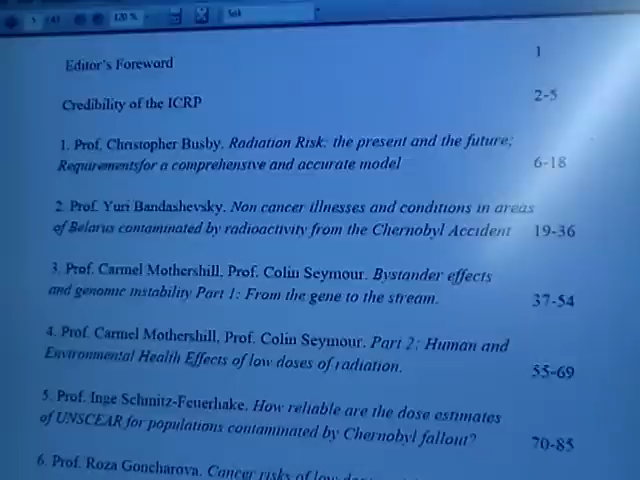 120 %
Søk
Editor's Foreword 1
Credibility of the ICRP 2-5
1. Prof. Christopher Busby. Radiation Risk: the present and the future;
Requirementsfor a comprehensive and accurate model 6-18
2. Prof. Yuri Bandashevsky. Non cancer illnesses and conditions in areas
of Belarus contaminated by radioactivity from the Chernobyl Accident 19-36
3. Prof. Carmel Mothershill, Prof. Colin Seymour. Bystander effects
and genomic instability Part 1: From the gene to the stream. 37-54
4. Prof. Carmel Mothershill, Prof. Colin Seymour. Part 2: Human and
Environmental Health Effects of low doses of radiation. 55-69
5. Prof. Inge Schmitz-Feuerhake. How reliable are the dose estimates
of UNSCEAR for populations contaminated by Chernobyl fallout? 70-85
6. Prof. Roza Goncharova. Cancer risks of low